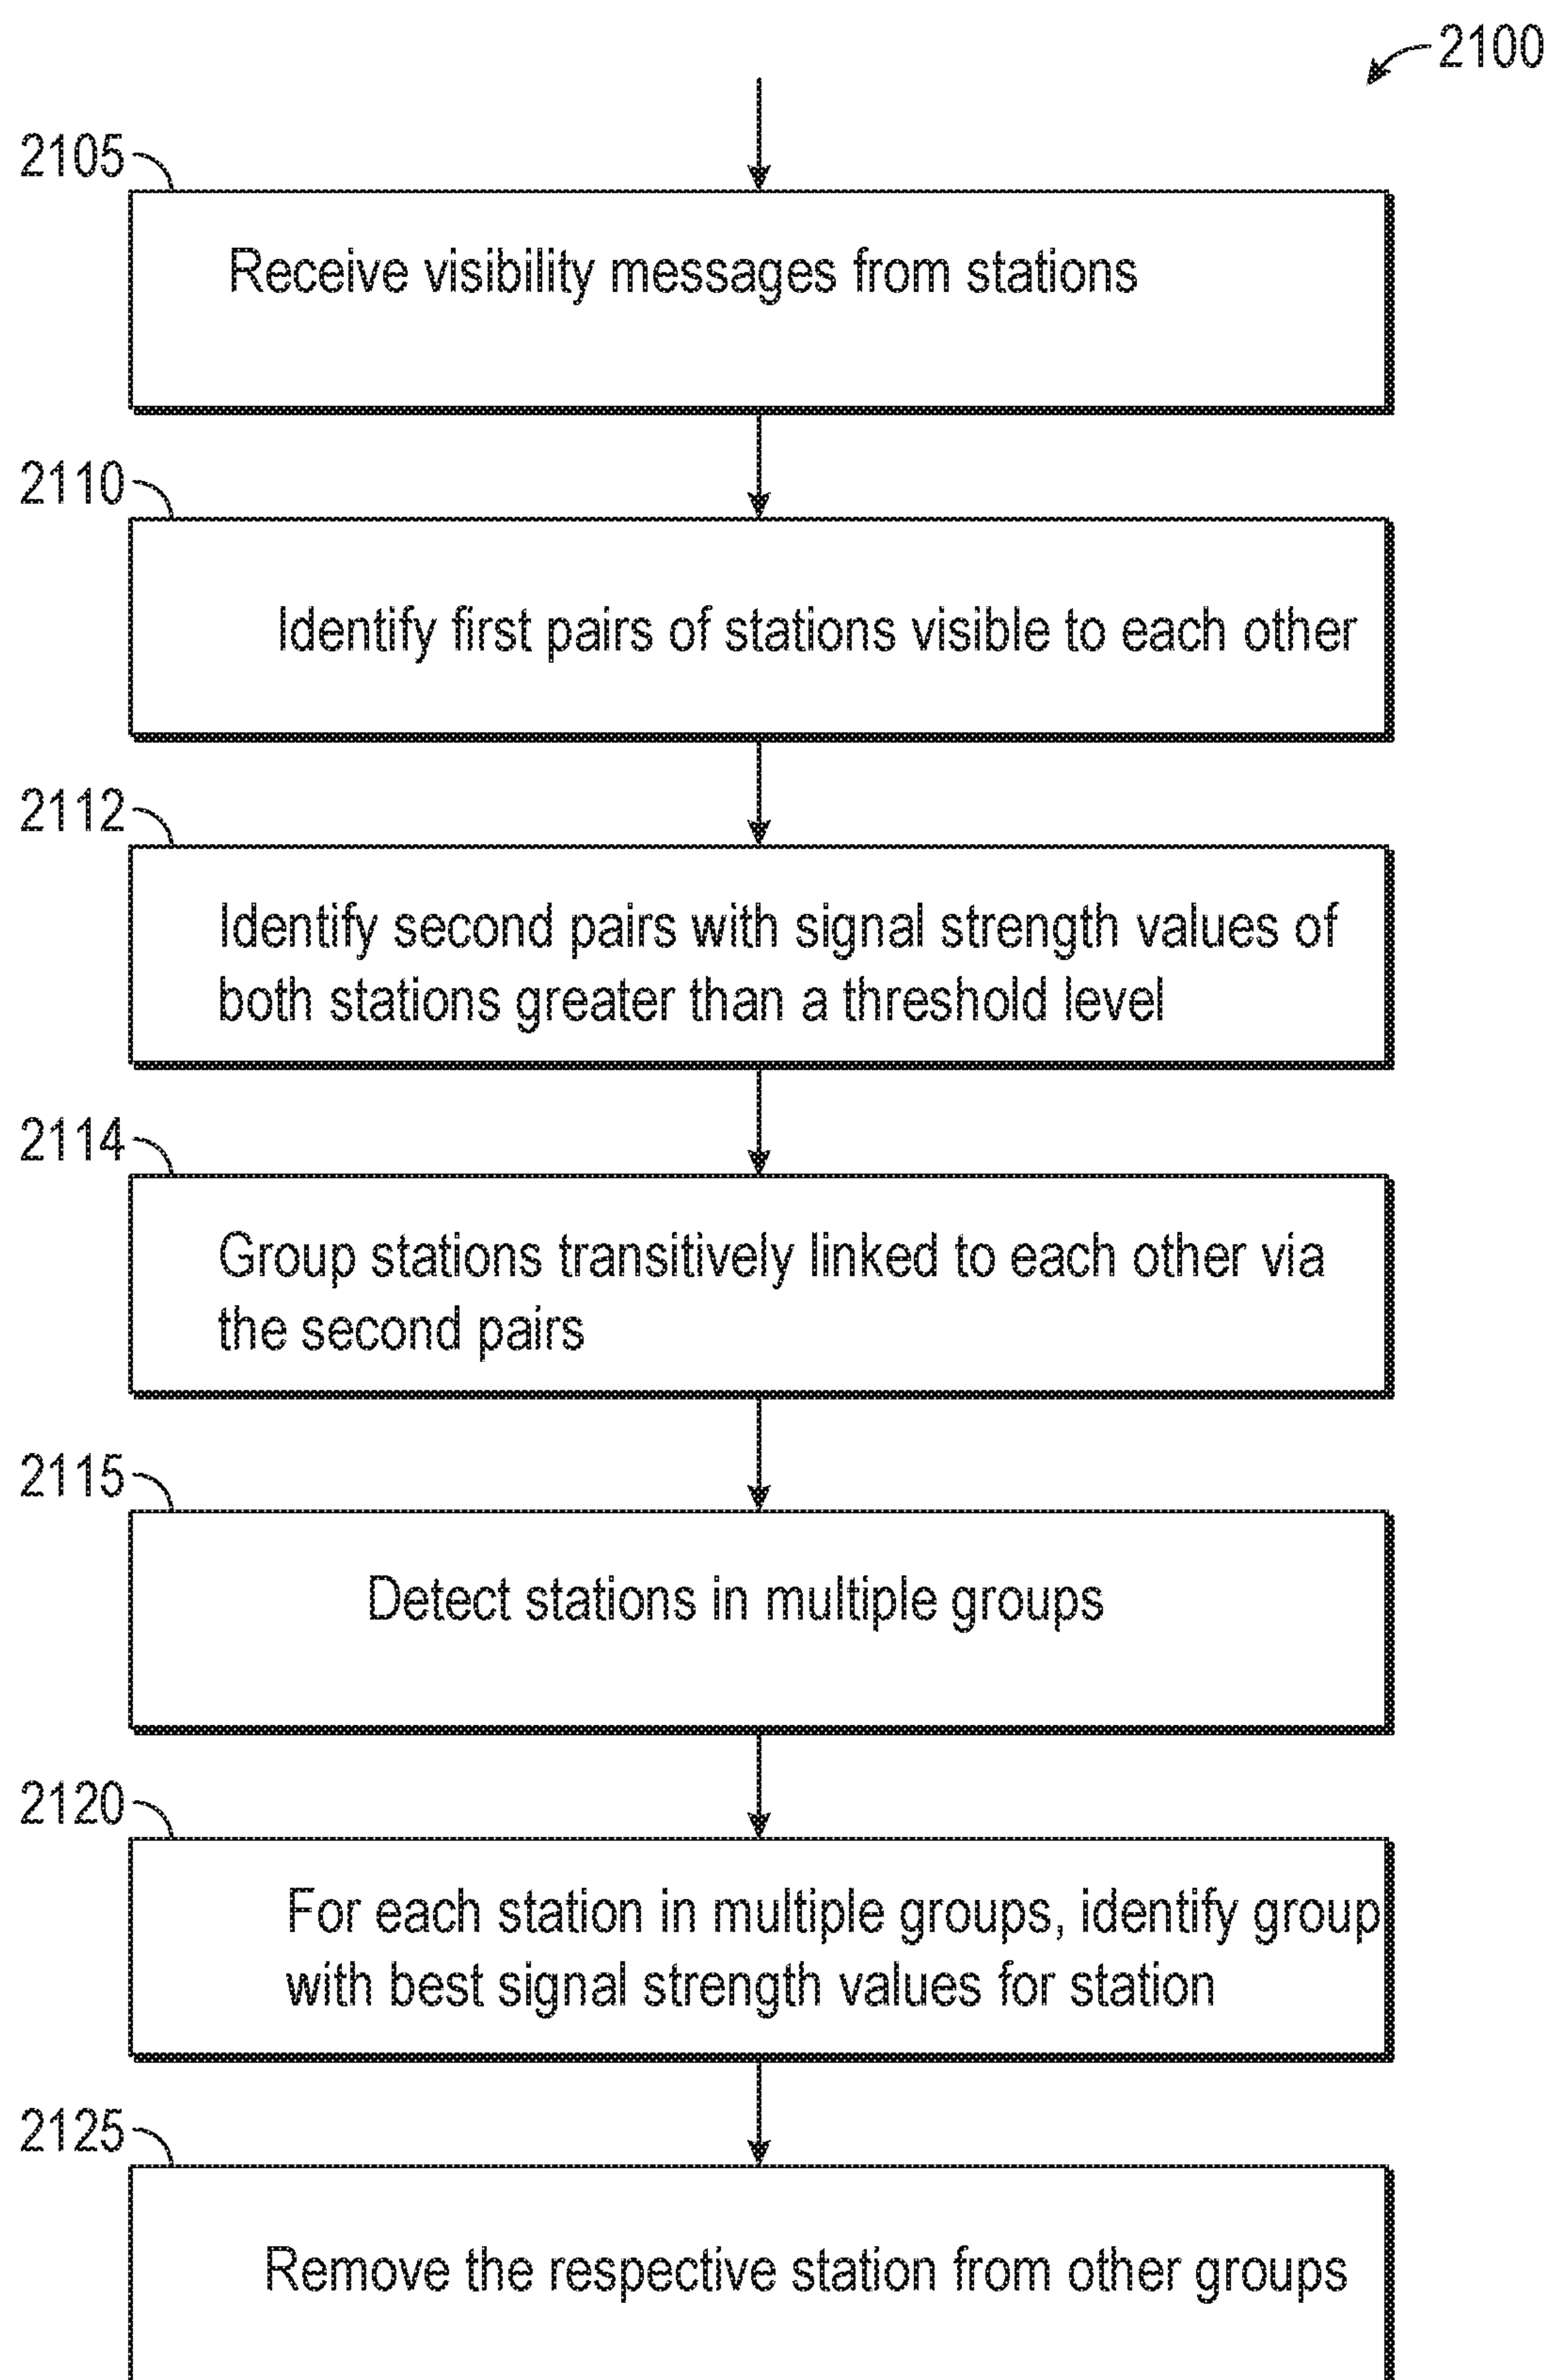 2100
2105
Receive visibility messages from stations
2110
Identify first pairs of stations visible to each other
2112
Identify second pairs with signal strength values of
both stations greater than a threshold level
2114
Group stations transitively linked to each other via
the second pairs
2115
Detect stations in multiple groups
2120
For each station in multiple groups, identify group
with best signal strength values for station
2125
Remove the respective station from other groups